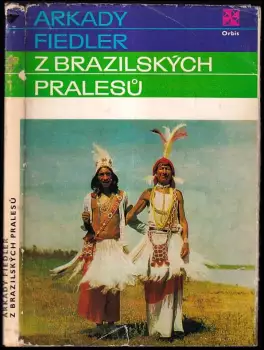 ARKADY
FIEDLER
Z BRAZILSKÝCH
PRALESŮ
Orbis
ARKADY FIEDLER
Z BRAZILSKÝCH PRALESŮ